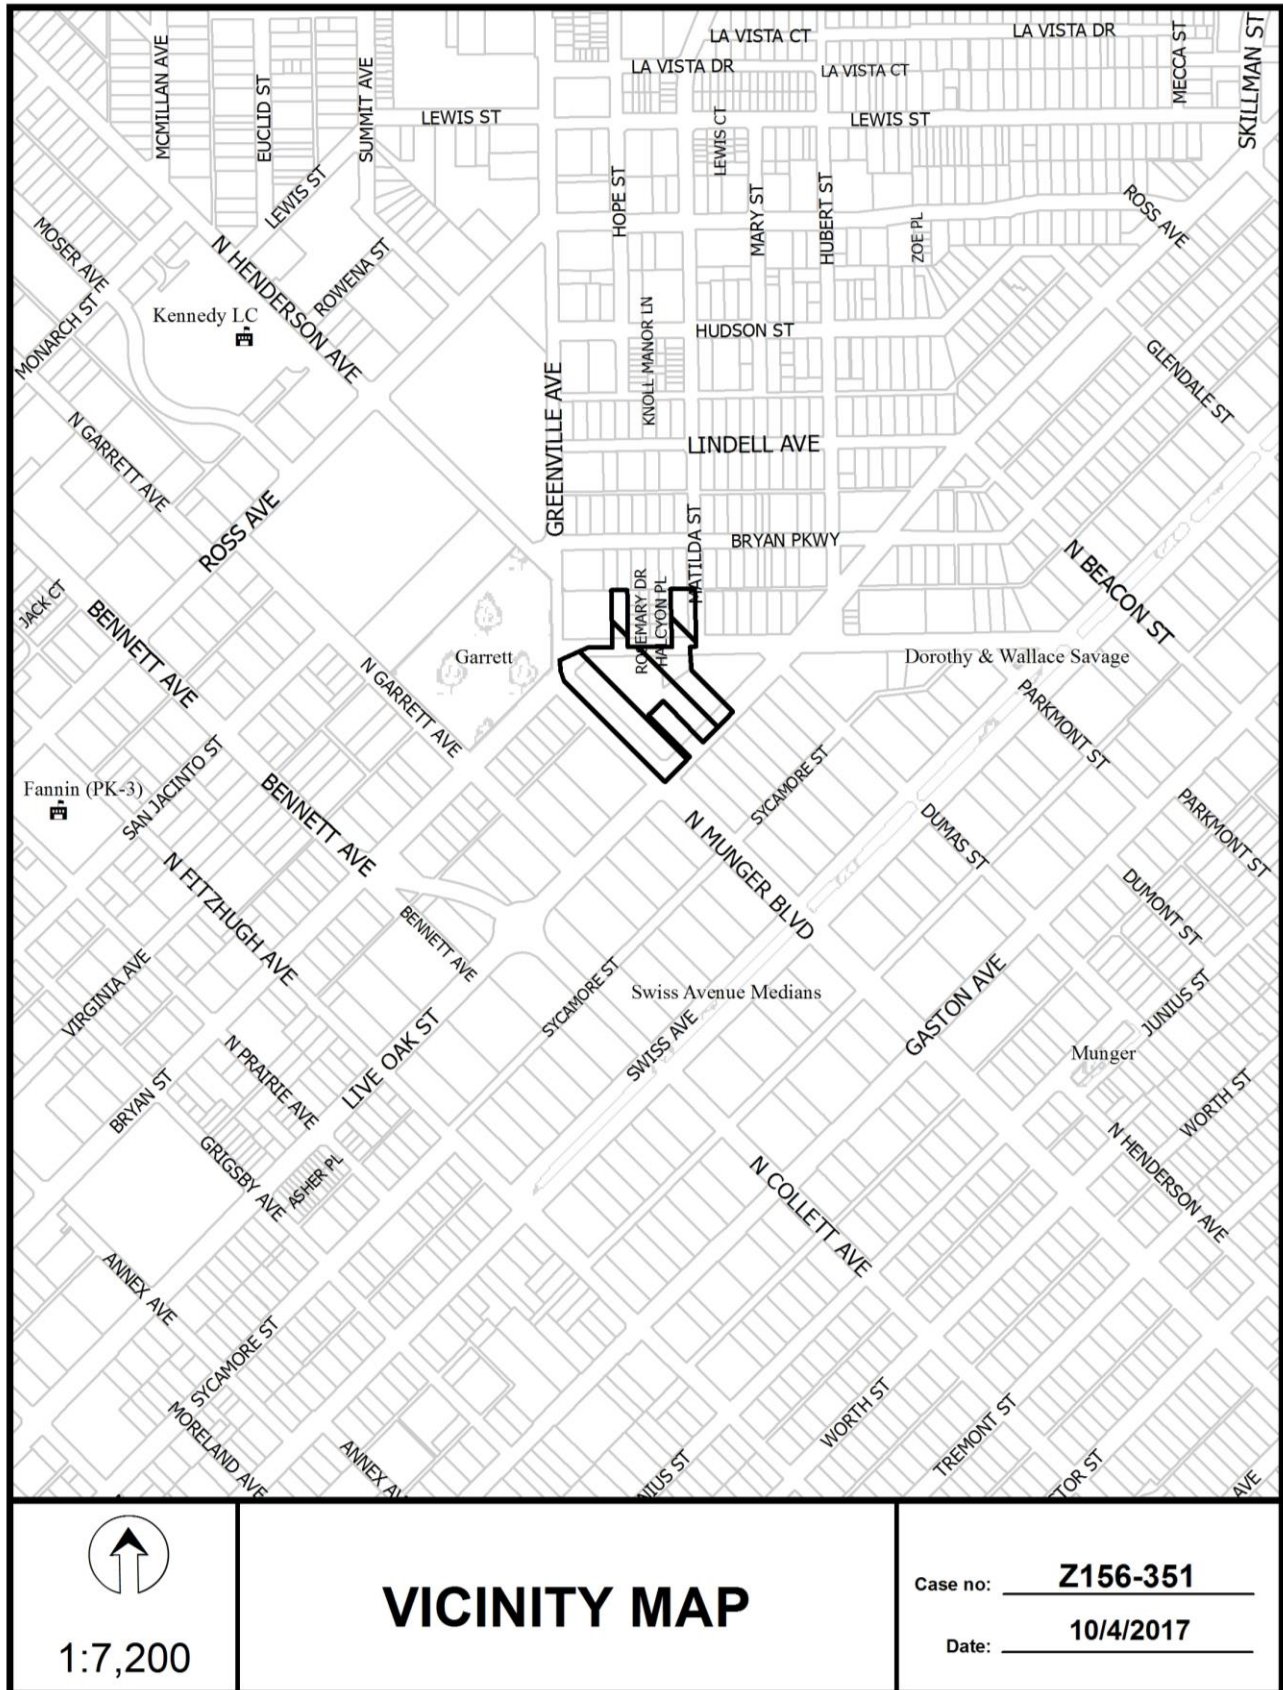 LA VISTA CT
LA VISTA DR
MECCA ST
SKILLMAN ST
MCMILLAN AVE
EUCLID ST
SUMMIT AVE
LA VISTA DR
LA VISTA CT
LEWIS ST
LEWIS CT
LEWIS ST
LEWIS ST
HOPE ST
MARY ST
HUBERT ST
ZOE PL
ROSS AVE
MOSER AVE
N HENDERSON AVE
ROWENA ST
MONARCH ST
Kennedy LC
KNOLL MANOR LN
HUDSON ST
GLENDALE ST
GREENVILLE AVE
N GARRETT AVE
LINDELL AVE
ROSS AVE
MATILDA ST
BRYAN PKWY
N BEACON ST
JACK CT
BENNETT AVE
ROSEMARY DR
HALCYON PL
Garrett
N GARRETT AVE
Dorothy & Wallace Savage
PARKMONT ST
Fannin (PK-3)
SAN JACINTO ST
BENNETT AVE
SYCAMORE ST
PARKMONT ST
N MUNGER BLVD
DUMAS ST
N FITZHUGH AVE
BENNETT AVE
DUMONT ST
VIRGINIA AVE
SYCAMORE ST
Swiss Avenue Medians
GASTON AVE
JUNIUS ST
SWISS AVE
Munger
N PRAIRIE AVE
LIVE OAK ST
BRYAN ST
WORTH ST
GRIGSBY AVE
ASHER PL
N HENDERSON AVE
N COLLETT AVE
ANNEX AVE
SYCAMORE ST
MORELAND AVE
ANNEX AV
WORTH ST
TREMONT ST
NIUS ST
TOR ST
AVE
1:7,200
VICINITY MAP
Case no: Z156-351
Date: 10/4/2017